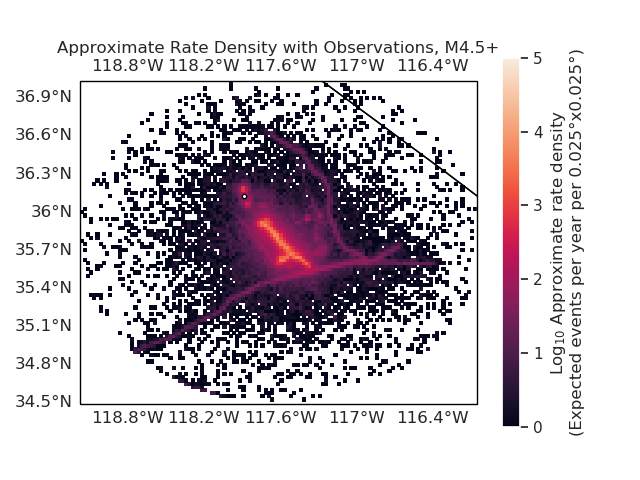 Approximate Rate Density with Observations, M4.5+
118.8°W 118.2°W 117.6°W 117°W 116.4°W
36.9°N
36.6°N
36.3°N
36°N
35.7°N
35.4°N
35.1°N
34.8°N
34.5°N
118.8°W 118.2°W 117.6°W 117°W 116.4°W
5
4
3
2
1
0
Log₁₀ Approximate rate density
(Expected events per year per 0.025°x0.025°)